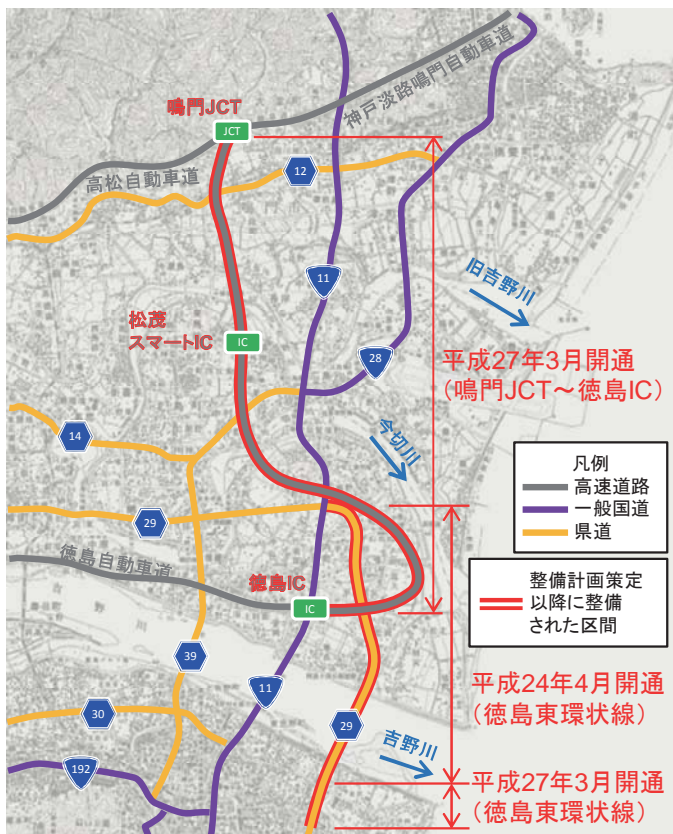 鳴門JCT
JCT
神戸淡路鳴門自動車道
高松自動車道
12
11
旧吉野川
松茂
スマートIC
IC
28
平成27年3月開通
(鳴門JCT~徳島IC)
14
今切川
凡例
高速道路
一般国道
県道
29
徳島自動車道
徳島IC
IC
整備計画策定
以降に整備
された区間
39
11
平成24年4月開通
(徳島東環状線)
30
29
吉野川
192
平成27年3月開通
(徳島東環状線)